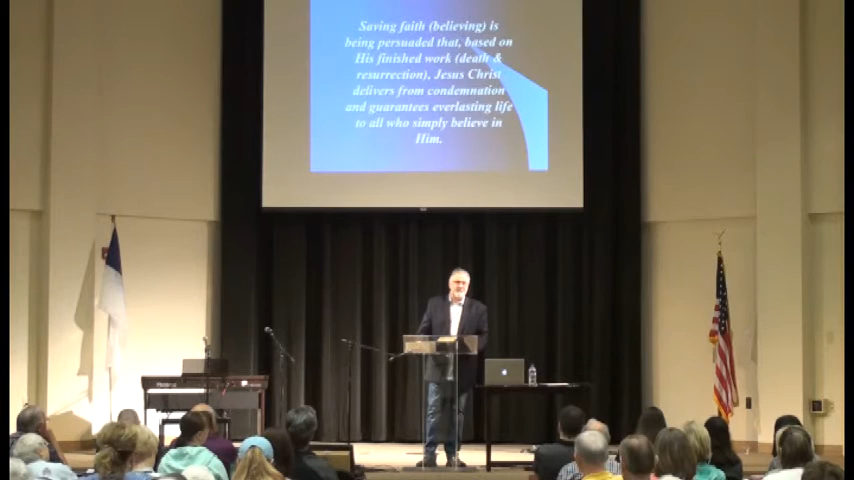 Saving faith (believing) is
being persuaded that, based on
His finished work (death &
resurrection), Jesus Christ
delivers from condemnation
and guarantees everlasting life
to all who simply believe in
Him.